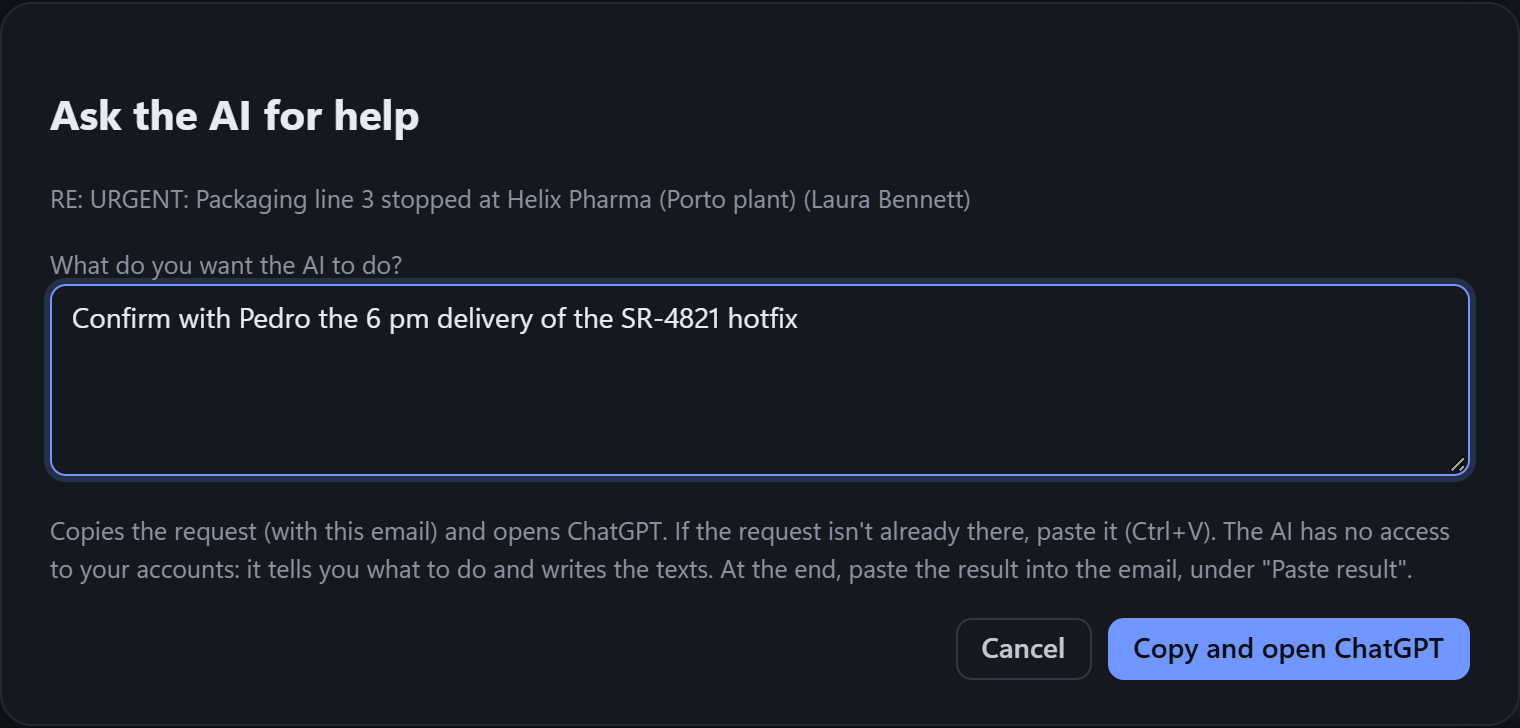 Ask the AI for help
RE: URGENT: Packaging line 3 stopped at Helix Pharma (Porto plant) (Laura Bennett)
What do you want the AI to do?
Confirm with Pedro the 6 pm delivery of the SR-4821 hotfix
Copies the request (with this email) and opens ChatGPT. If the request isn't already there, paste it (Ctrl+V). The AI has no access
to your accounts: it tells you what to do and writes the texts. At the end, paste the result into the email, under "Paste result".
Cancel
Copy and open ChatGPT